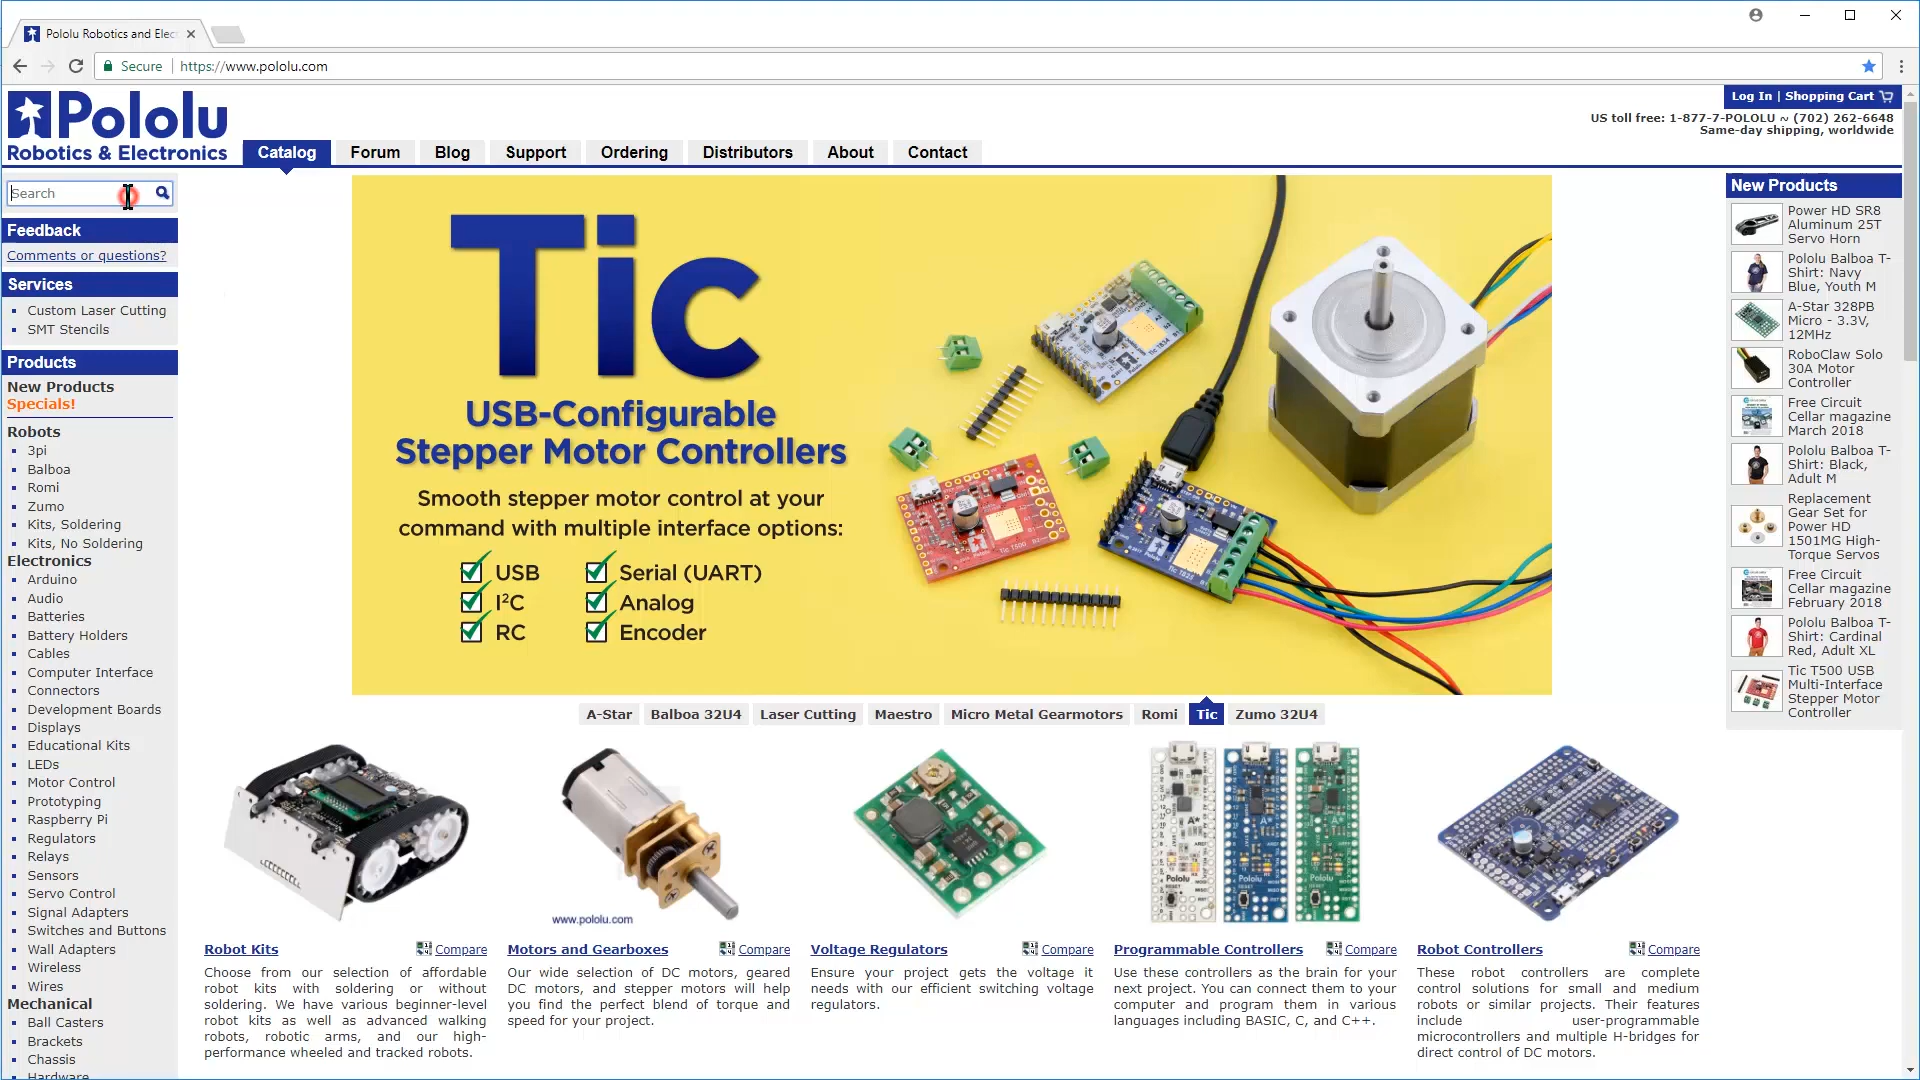 Pololu Robotics and Elec
Secure
https://www.pololu.com
Pololu
Robotics & Electronics
Log In | Shopping Cart
US toll free: 1-877-7-POLOLU ~ (702) 262-6648
Same-day shipping, worldwide
Catalog
Forum
Blog
Support
Ordering
Distributors
About
Contact
Search
Feedback
Comments or questions?
Services
Custom Laser Cutting
SMT Stencils
Products
New Products
Specials!
Robots
3pi
Balboa
Romi
Zumo
Kits, Soldering
Kits, No Soldering
Electronics
Arduino
Audio
Batteries
Battery Holders
Cables
Computer Interface
Connectors
Development Boards
Displays
Educational Kits
LEDs
Motor Control
Prototyping
Raspberry Pi
Regulators
Relays
Sensors
Servo Control
Signal Adapters
Switches and Buttons
Wall Adapters
Wireless
Wires
Mechanical
Ball Casters
Brackets
Chassis
Hardware
Tic
USB-Configurable
Stepper Motor Controllers
Smooth stepper motor control at your
command with multiple interface options:
USB
Serial (UART)
I²C
Analog
RC
Encoder
A-Star
Balboa 32U4
Laser Cutting
Maestro
Micro Metal Gearmotors
Romi
Tic
Zumo 32U4
www.pololu.com
Pololu
Pololu
Pololu
Robot Kits
Compare
Choose from our selection of affordable
robot kits with soldering or without
soldering. We have various beginner-level
robot kits as well as advanced walking
robots, robotic arms, and our high-
performance wheeled and tracked robots.
Motors and Gearboxes
Compare
Our wide selection of DC motors, geared
DC motors, and stepper motors will help
you find the perfect blend of torque and
speed for your project.
Voltage Regulators
Compare
Ensure your project gets the voltage it
needs with our efficient switching voltage
regulators.
Programmable Controllers
Compare
Use these controllers as the brain for your
next project. You can connect them to your
computer and program them in various
languages including BASIC, C, and C++.
Robot Controllers
Compare
These robot controllers are complete
control solutions for small and medium
robots or similar projects. Their features
include user-programmable
microcontrollers and multiple H-bridges for
direct control of DC motors.
New Products
Power HD SR8
Aluminum 25T
Servo Horn
Pololu Balboa T-
Shirt: Navy
Blue, Youth M
A-Star 328PB
Micro - 3.3V,
12MHz
RoboClaw Solo
30A Motor
Controller
Free Circuit
Cellar magazine
March 2018
Pololu Balboa T-
Shirt: Black,
Adult M
Replacement
Gear Set for
Power HD
1501MG High-
Torque Servos
Free Circuit
Cellar magazine
February 2018
Pololu Balboa T-
Shirt: Cardinal
Red, Adult XL
Tic T500 USB
Multi-Interface
Stepper Motor
Controller